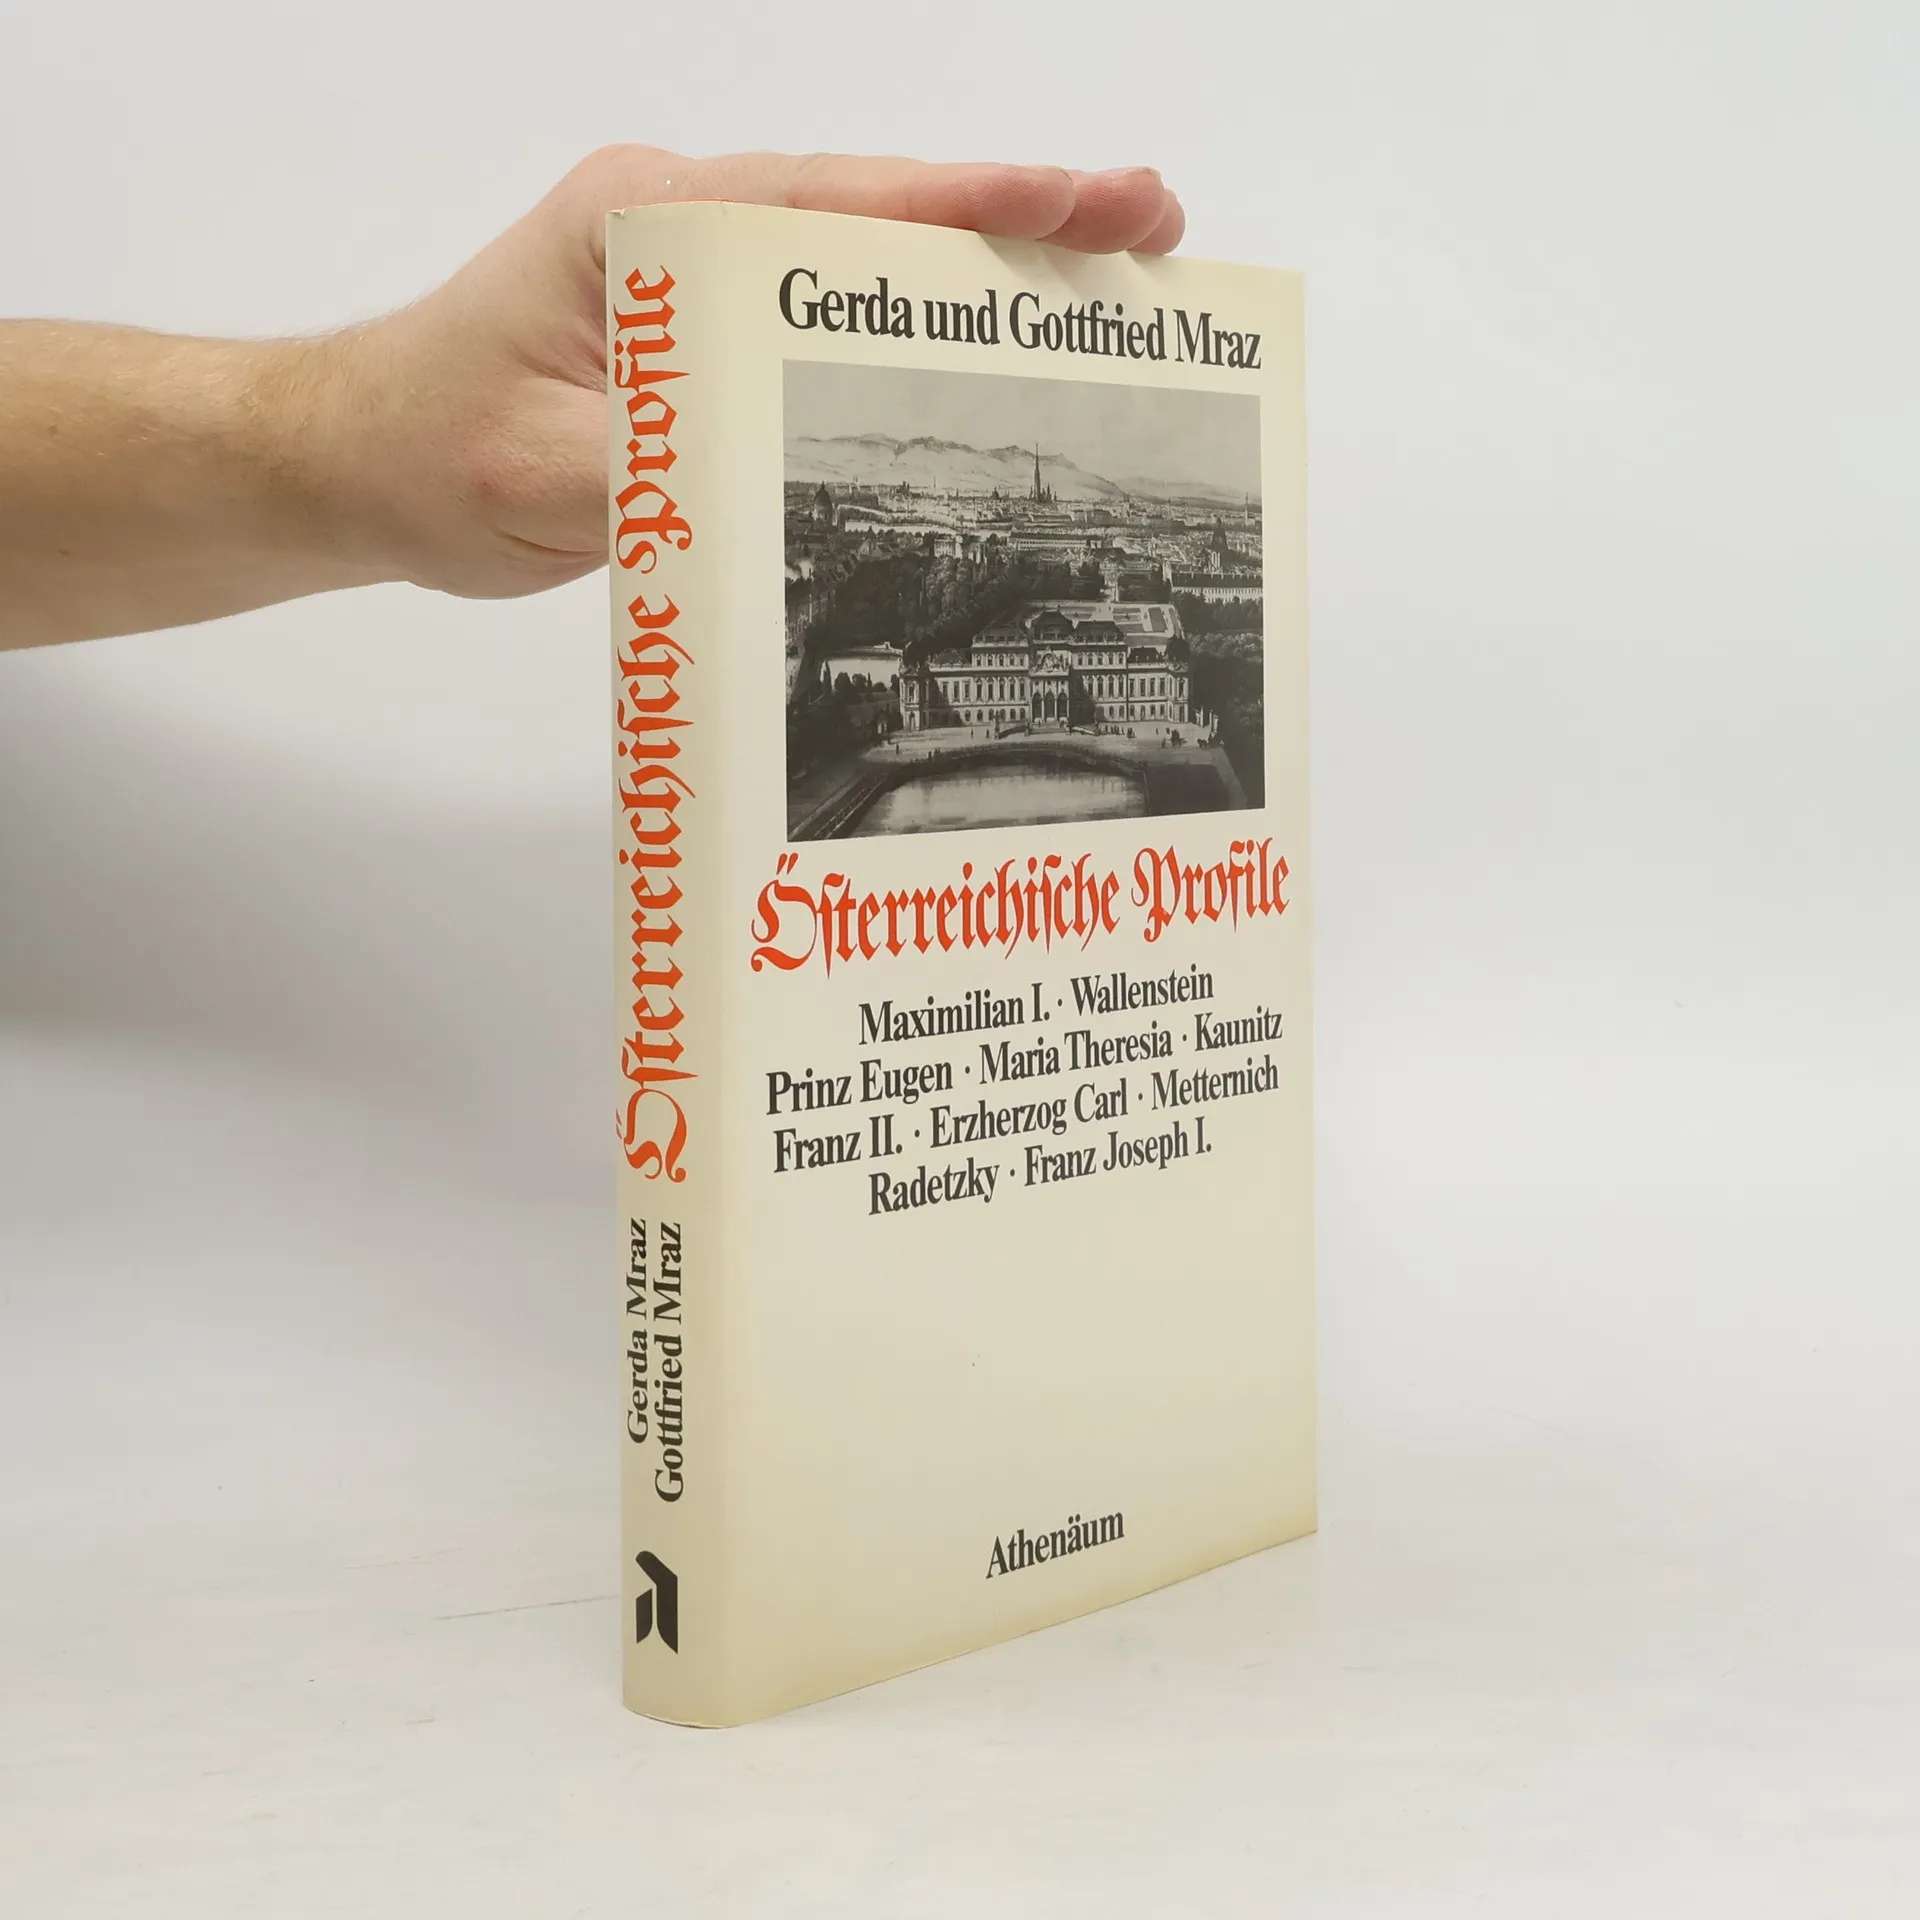 Österreichische Profile
Gerda Mraz
Gottfried Mraz
Gerda und Gottfried Mraz
Österreichische Profile
Maximilian I. · Wallenstein
Prinz Eugen · Maria Theresia · Kaunitz
Franz II. · Erzherzog Carl · Metternich
Radetzky · Franz Joseph I.
Athenäum